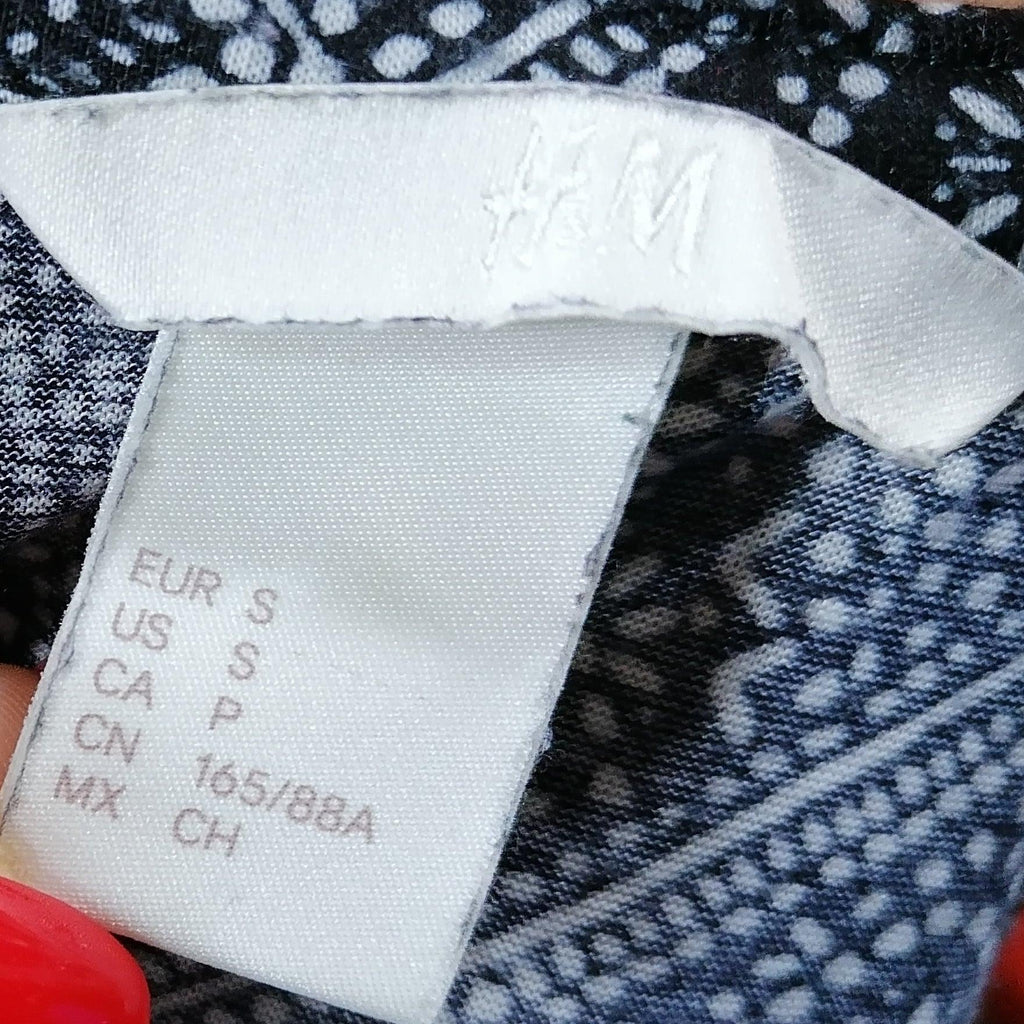 H&M
EUR S
US S
CA P
CN 165/88A
MX CH